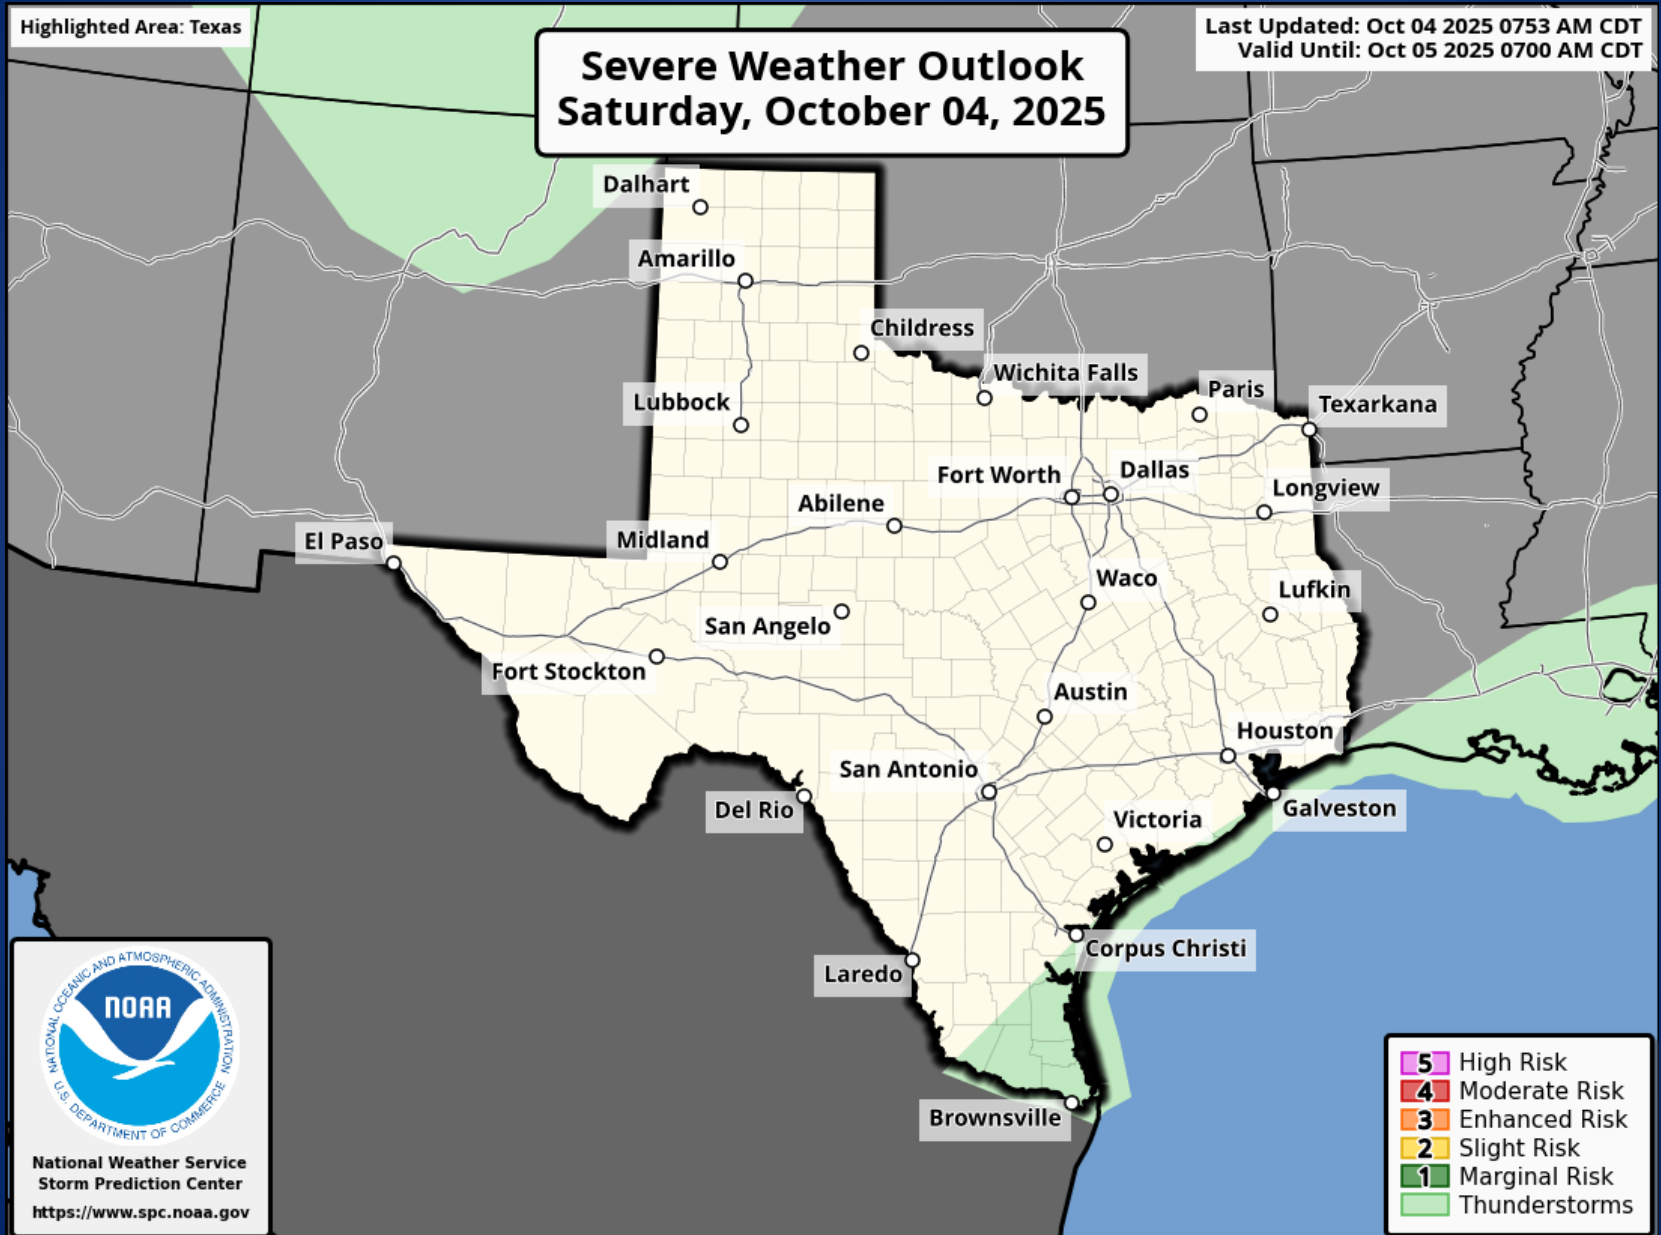 Highlighted Area: Texas
Severe Weather Outlook
Saturday, October 04, 2025
Last Updated: Oct 04 2025 0753 AM CDT
Valid Until: Oct 05 2025 0700 AM CDT
Dalhart
Amarillo
Childress
Wichita Falls
Paris
Texarkana
Lubbock
Fort Worth
Dallas
Longview
Abilene
El Paso
Midland
Waco
Lufkin
San Angelo
Fort Stockton
Austin
Houston
San Antonio
Del Rio
Galveston
Victoria
Corpus Christi
Laredo
Brownsville
NATIONAL OCEANIC AND ATMOSPHERIC ADMINISTRATION
NOAA
U.S. DEPARTMENT OF COMMERCE
National Weather Service
Storm Prediction Center
https://www.spc.noaa.gov
5 High Risk
4 Moderate Risk
3 Enhanced Risk
2 Slight Risk
1 Marginal Risk
Thunderstorms